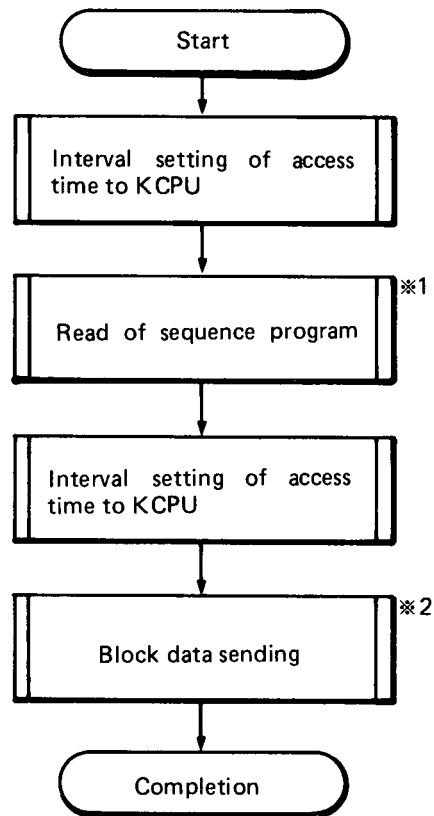 Start
Interval setting of access
time to KCPU
※1
Read of sequence program
Interval setting of access
time to KCPU
※2
Block data sending
Completion